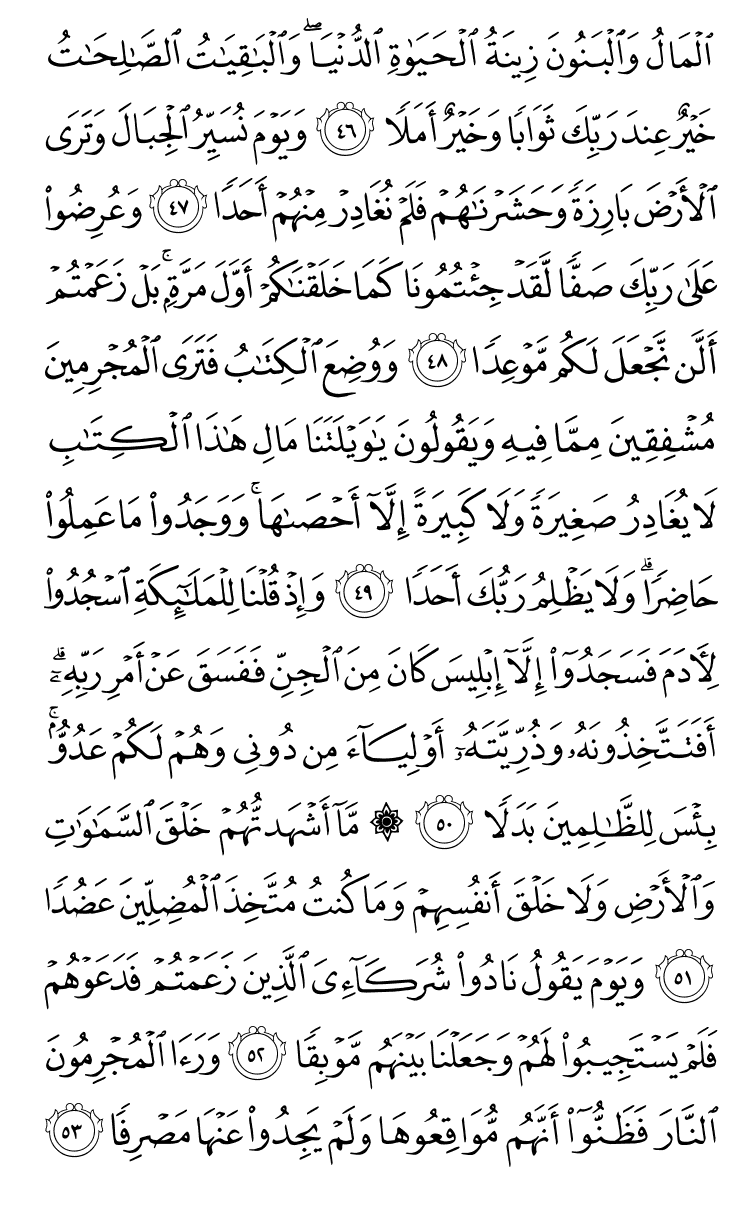 ٱلْمَالُ وَٱلْبَنُونَ زِينَةُ ٱلْحَيَوٰةِ ٱلدُّنْيَا ۖ وَٱلْبَٰقِيَٰتُ ٱلصَّٰلِحَٰتُ
خَيْرٌ عِندَ رَبِّكَ ثَوَابًا وَخَيْرٌ أَمَلًا ٤٦ وَيَوْمَ نُسَيِّرُ ٱلْجِبَالَ وَتَرَى
ٱلْأَرْضَ بَارِزَةً وَحَشَرْنَٰهُمْ فَلَمْ نُغَادِرْ مِنْهُمْ أَحَدًا ٤٧ وَعُرِضُوا۟
عَلَىٰ رَبِّكَ صَفًّا لَّقَدْ جِئْتُمُونَا كَمَا خَلَقْنَٰكُمْ أَوَّلَ مَرَّةٍۭ ۚ بَلْ زَعَمْتُمْ
أَلَّن نَّجْعَلَ لَكُم مَّوْعِدًا ٤٨ وَوُضِعَ ٱلْكِتَٰبُ فَتَرَى ٱلْمُجْرِمِينَ
مُشْفِقِينَ مِمَّا فِيهِ وَيَقُولُونَ يَٰوَيْلَتَنَا مَالِ هَٰذَا ٱلْكِتَٰبِ
لَا يُغَادِرُ صَغِيرَةً وَلَا كَبِيرَةً إِلَّآ أَحْصَىٰهَا ۚ وَوَجَدُوا۟ مَا عَمِلُوا۟
حَاضِرًا ۗ وَلَا يَظْلِمُ رَبُّكَ أَحَدًا ٤٩ وَإِذْ قُلْنَا لِلْمَلَٰٓئِكَةِ ٱسْجُدُوا۟
لِءَادَمَ فَسَجَدُوٓا۟ إِلَّآ إِبْلِيسَ كَانَ مِنَ ٱلْجِنِّ فَفَسَقَ عَنْ أَمْرِ رَبِّهِۦٓ ۗ
أَفَتَتَّخِذُونَهُۥ وَذُرِّيَّتَهُۥٓ أَوْلِيَآءَ مِن دُونِى وَهُمْ لَكُمْ عَدُوٌّۢ ۚ
بِئْسَ لِلظَّٰلِمِينَ بَدَلًا ٥٠ ۞ مَّآ أَشْهَدتُّهُمْ خَلْقَ ٱلسَّمَٰوَٰتِ
وَٱلْأَرْضِ وَلَا خَلْقَ أَنفُسِهِمْ وَمَا كُنتُ مُتَّخِذَ ٱلْمُضِلِّينَ عَضُدًا
٥١ وَيَوْمَ يَقُولُ نَادُوا۟ شُرَكَآءِىَ ٱلَّذِينَ زَعَمْتُمْ فَدَعَوْهُمْ
فَلَمْ يَسْتَجِيبُوا۟ لَهُمْ وَجَعَلْنَا بَيْنَهُم مَّوْبِقًا ٥٢ وَرَءَا ٱلْمُجْرِمُونَ
ٱلنَّارَ فَظَنُّوٓا۟ أَنَّهُم مُّوَاقِعُوهَا وَلَمْ يَجِدُوا۟ عَنْهَا مَصْرِفًا ٥٣